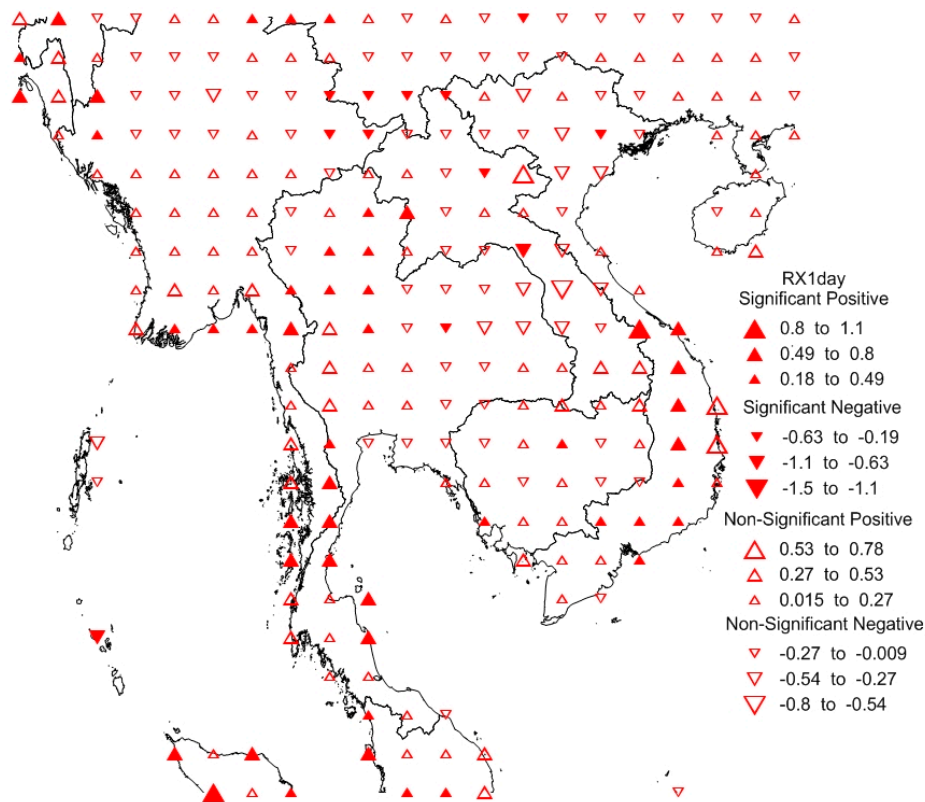 RX1day
Significant Positive
0.8 to 1.1
0.49 to 0.8
0.18 to 0.49
Significant Negative
-0.63 to -0.19
-1.1 to -0.63
-1.5 to -1.1
Non-Significant Positive
0.53 to 0.78
0.27 to 0.53
0.015 to 0.27
Non-Significant Negative
-0.27 to -0.009
-0.54 to -0.27
-0.8 to -0.54